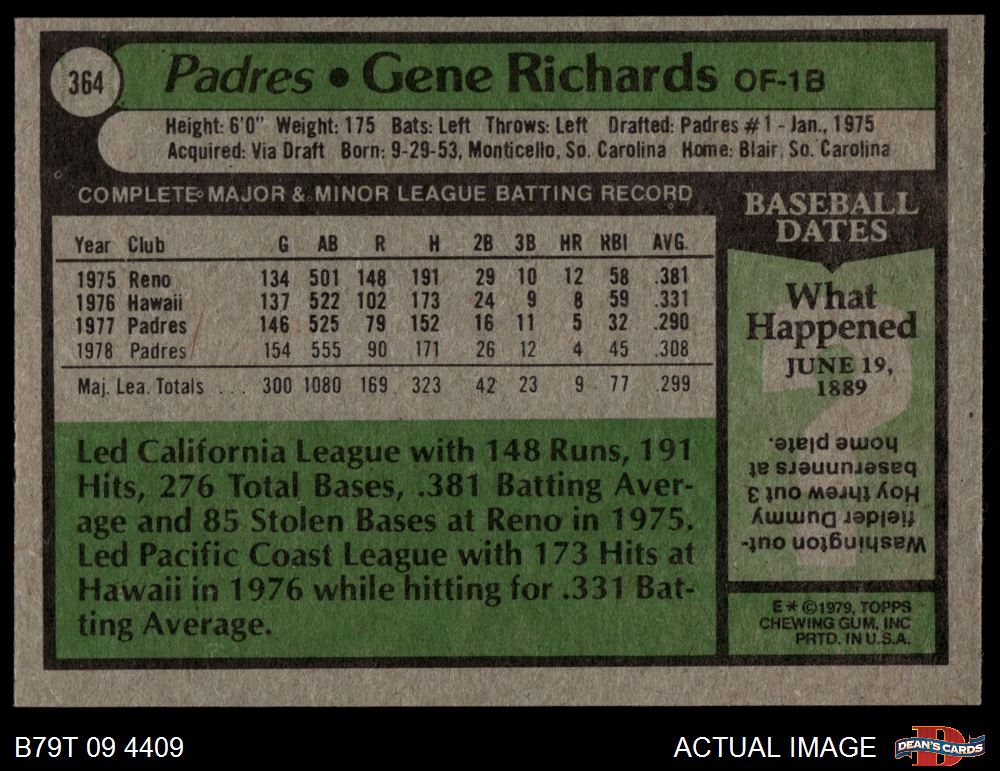 364
Padres • Gene Richards OF-1B
Height: 6'0" Weight: 175 Bats: Left Throws: Left Drafted: Padres #1 - Jan., 1975
Acquired: Via Draft Born: 9-29-53, Monticello, So. Carolina Home: Blair, So. Carolina
COMPLETE MAJOR & MINOR LEAGUE BATTING RECORD
Year Club G AB R H 2B 3B HR RBI AVG.
1975 Reno 134 501 148 191 29 10 12 58 .381
1976 Hawaii 137 522 102 173 24 9 8 59 .331
1977 Padres 146 525 79 152 16 11 5 32 .290
1978 Padres 154 555 90 171 26 12 4 45 .308
Maj. Lea. Totals ... 300 1080 169 323 42 23 9 77 .299
Led California League with 148 Runs, 191
Hits, 276 Total Bases, .381 Batting Aver-
age and 85 Stolen Bases at Reno in 1975.
Led Pacific Coast League with 173 Hits at
Hawaii in 1976 while hitting for .331 Bat-
ting Average.
BASEBALL
DATES
What
Happened
JUNE 19,
1889
?
Washington out-
fielder Dummy
Hoy threw out 3
baserunners at
home plate.
E * ©1979, TOPPS
CHEWING GUM, INC
PRTD. IN U.S.A.
B79T 09 4409
ACTUAL IMAGE
D
DEAN'S CARDS